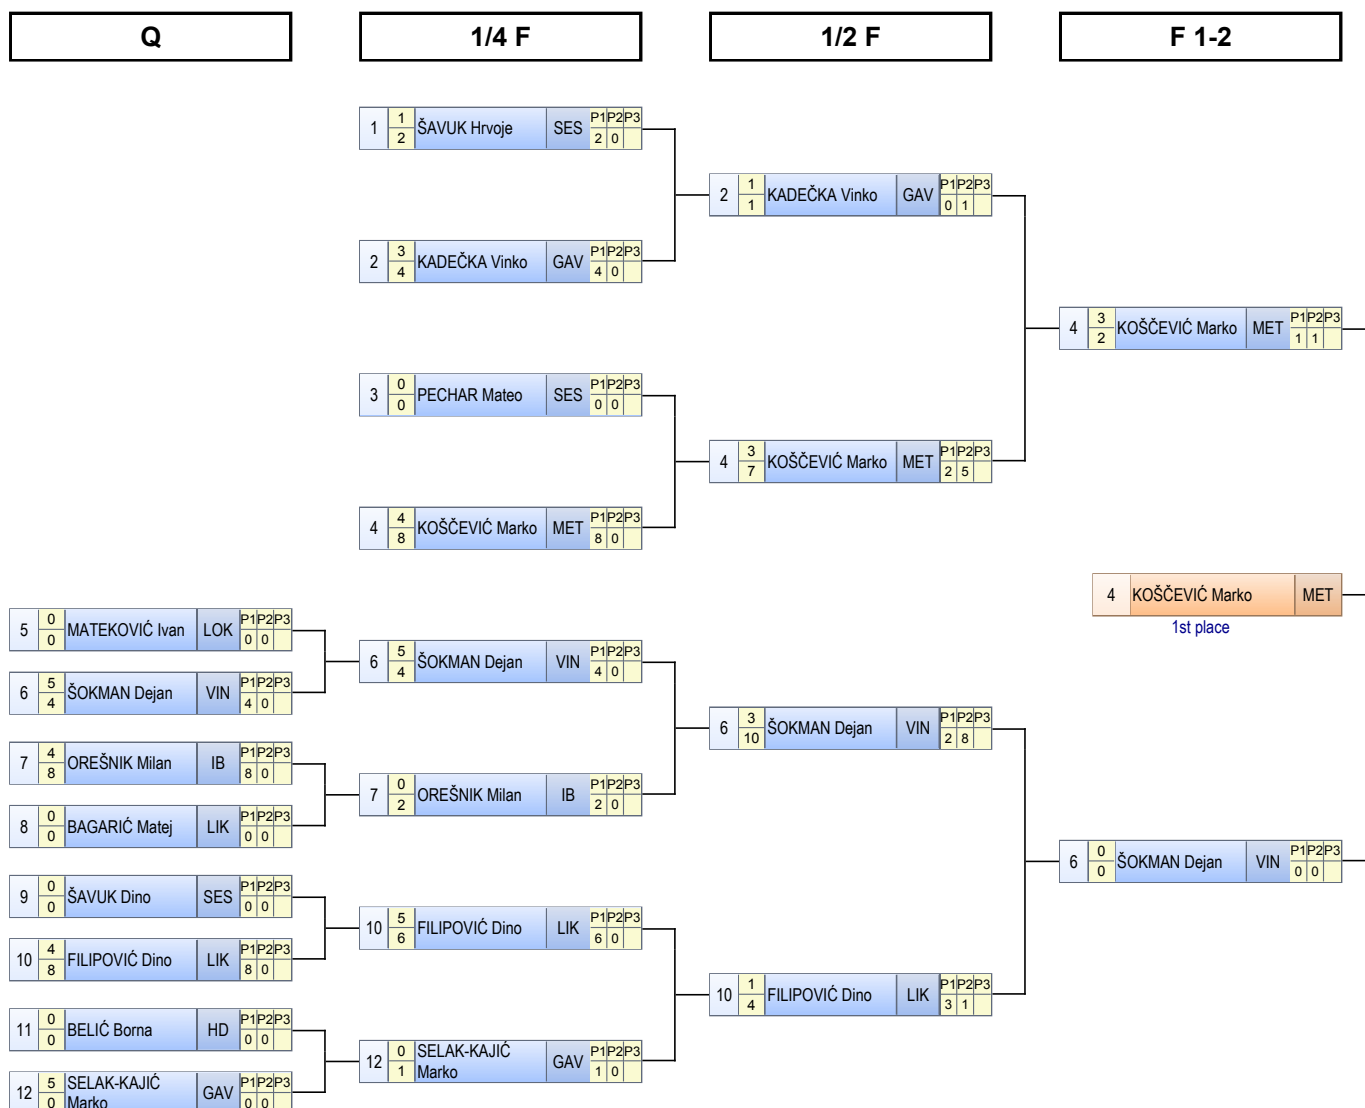 Q 1/4 F 1/2 F F 1-2
1 1 2 ŠAVUK Hrvoje SES P1 P2 P3 2 0
2 1 1 KADEČKA Vinko GAV P1 P2 P3 0 1
2 3 4 KADEČKA Vinko GAV P1 P2 P3 4 0
4 3 2 KOŠČEVIĆ Marko MET P1 P2 P3 1 1
3 0 0 PECHAR Mateo SES P1 P2 P3 0 0
4 3 7 KOŠČEVIĆ Marko MET P1 P2 P3 2 5
4 4 8 KOŠČEVIĆ Marko MET P1 P2 P3 8 0
4 KOŠČEVIĆ Marko MET
1st place
5 0 0 MATEKOVIĆ Ivan LOK P1 P2 P3 0 0
6 5 4 ŠOKMAN Dejan VIN P1 P2 P3 4 0
6 5 4 ŠOKMAN Dejan VIN P1 P2 P3 4 0
6 3 10 ŠOKMAN Dejan VIN P1 P2 P3 2 8
7 4 8 OREŠNIK Milan IB P1 P2 P3 8 0
7 0 2 OREŠNIK Milan IB P1 P2 P3 2 0
8 0 0 BAGARIĆ Matej LIK P1 P2 P3 0 0
6 0 0 ŠOKMAN Dejan VIN P1 P2 P3 0 0
9 0 0 ŠAVUK Dino SES P1 P2 P3 0 0
10 5 6 FILIPOVIĆ Dino LIK P1 P2 P3 6 0
10 4 8 FILIPOVIĆ Dino LIK P1 P2 P3 8 0
10 1 4 FILIPOVIĆ Dino LIK P1 P2 P3 3 1
11 0 0 BELIĆ Borna HD P1 P2 P3 0 0
12 0 1 SELAK-KAJIĆ Marko GAV P1 P2 P3 1 0
12 5 0 SELAK-KAJIĆ Marko GAV P1 P2 P3 0 0